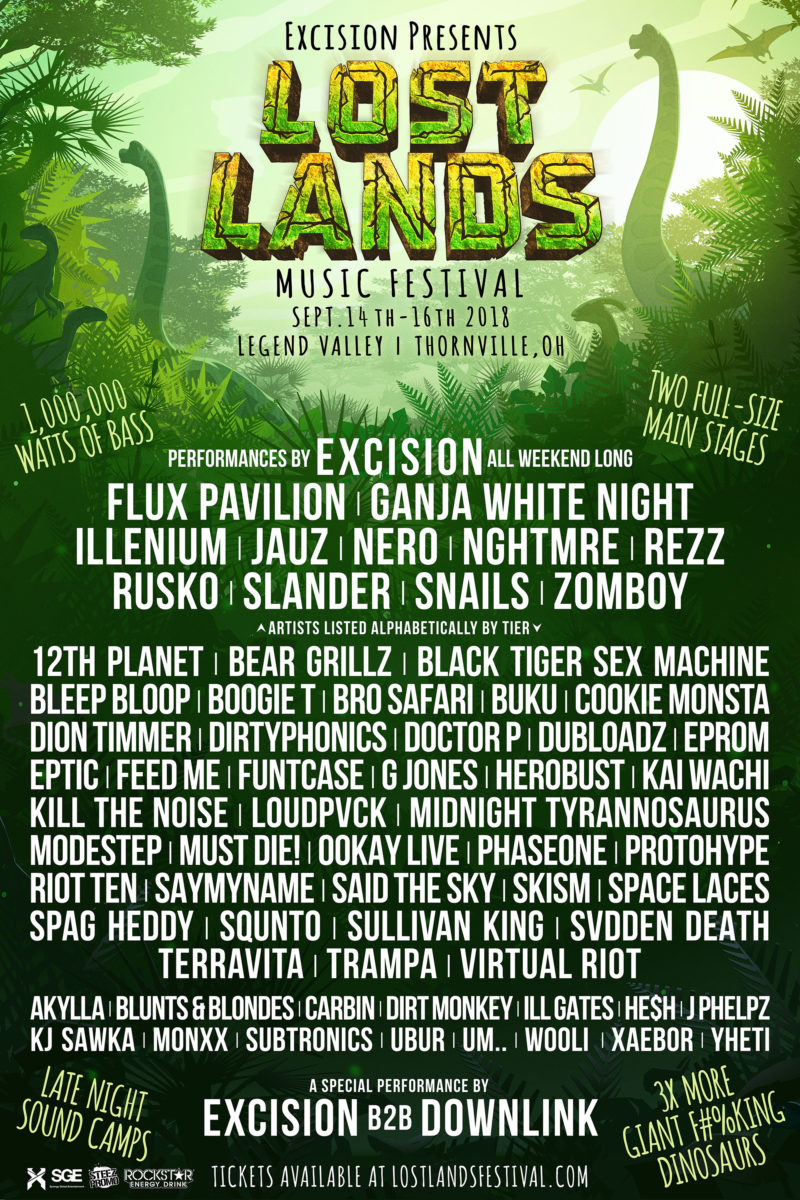 Excision Presents
LOST
LANDS
MUSIC FESTIVAL
SEPT.14TH-16TH 2018
LEGEND VALLEY | THORNVILLE,OH
1,000,000
WATTS OF BASS
TWO FULL-SIZE
MAIN STAGES
PERFORMANCES BY EXCISION ALL WEEKEND LONG
FLUX PAVILION | GANJA WHITE NIGHT
ILLENIUM | JAUZ | NERO | NGHTMRE | REZZ
RUSKO | SLANDER | SNAILS | ZOMBOY
ARTISTS LISTED ALPHABETICALLY BY TIER
12TH PLANET | BEAR GRILLZ | BLACK TIGER SEX MACHINE
BLEEP BLOOP | BOOGIE T | BRO SAFARI | BUKU | COOKIE MONSTA
DION TIMMER | DIRTYPHONICS | DOCTOR P | DUBLOADZ | EPROM
EPTIC | FEED ME | FUNTCASE | G JONES | HEROBUST | KAI WACHI
KILL THE NOISE | LOUDPVCK | MIDNIGHT TYRANNOSAURUS
MODESTEP | MUST DIE! | OOKAY LIVE | PHASEONE | PROTOHYPE
RIOT TEN | SAYMYNAME | SAID THE SKY | SKISM | SPACE LACES
SPAG HEDDY | SQUNTO | SULLIVAN KING | SVDDEN DEATH
TERRAVITA | TRAMPA | VIRTUAL RIOT
AKYLLA | BLUNTS & BLONDES | CARBIN | DIRT MONKEY | ILL GATES | HE$H | J PHELPZ
KJ SAWKA | MONXX | SUBTRONICS | UBUR | UM.. | WOOLI | XAEBOR | YHETI
LATE NIGHT
SOUND CAMPS
A SPECIAL PERFORMANCE BY
EXCISION B2B DOWNLINK
3X MORE
GIANT F#%KING
DINOSAURS
SGE
STEEZ
PROMO
ROCKSTAR
ENERGY DRINK
TICKETS AVAILABLE AT LOSTLANDSFESTIVAL.COM